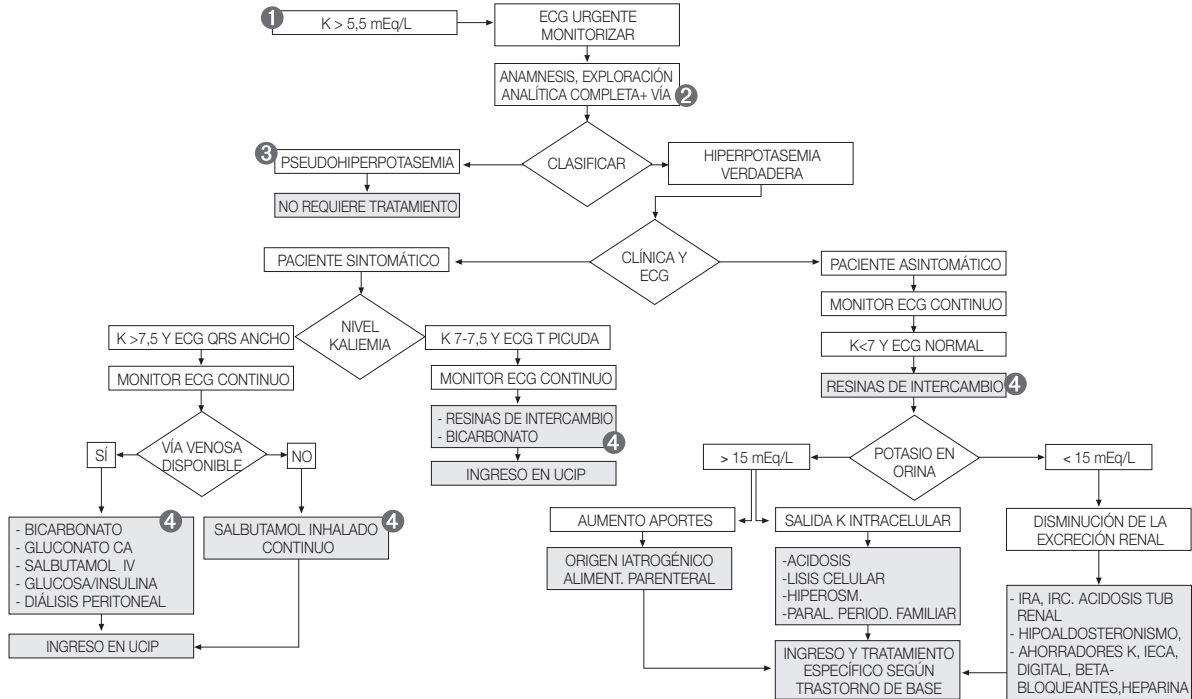 1
K > 5,5 mEq/L
ECG URGENTE
MONITORIZAR
ANAMNESIS, EXPLORACIÓN
ANALÍTICA COMPLETA+ VÍA 2
3
PSEUDOHIPERPOTASEMIA
CLASIFICAR
HIPERPOTASEMIA
VERDADERA
NO REQUIERE TRATAMIENTO
PACIENTE SINTOMÁTICO
CLÍNICA Y
ECG
PACIENTE ASINTOMÁTICO
MONITOR ECG CONTINUO
K<7 Y ECG NORMAL
RESINAS DE INTERCAMBIO 4
NIVEL
KALIEMIA
K >7,5 Y ECG QRS ANCHO
MONITOR ECG CONTINUO
K 7-7,5 Y ECG T PICUDA
MONITOR ECG CONTINUO
- RESINAS DE INTERCAMBIO
- BICARBONATO 4
INGRESO EN UCIP
VÍA VENOSA
DISPONIBLE
SÍ
NO
- BICARBONATO 4
- GLUCONATO CA
- SALBUTAMOL IV
- GLUCOSA/INSULINA
- DIÁLISIS PERITONEAL
SALBUTAMOL INHALADO 4
CONTINUO
INGRESO EN UCIP
POTASIO EN
ORINA
> 15 mEq/L
< 15 mEq/L
AUMENTO APORTES
ORIGEN IATROGÉNICO
ALIMENT. PARENTERAL
SALIDA K INTRACELULAR
-ACIDOSIS
-LISIS CELULAR
-HIPEROSM.
-PARAL. PERIOD. FAMILIAR
DISMINUCIÓN DE LA
EXCRECIÓN RENAL
- IRA, IRC. ACIDOSIS TUB
RENAL
- HIPOALDOSTERONISMO,
- AHORRADORES K, IECA,
DIGITAL, BETA-
BLOQUEANTES,HEPARINA
INGRESO Y TRATAMIENTO
ESPECÍFICO SEGÚN
TRASTORNO DE BASE